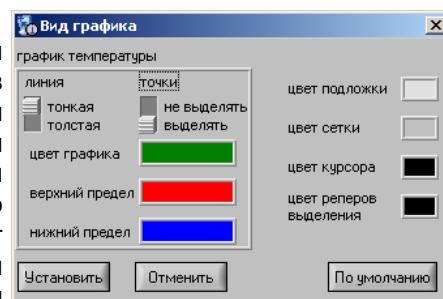 Вид графика
график температуры
линия точки
тонкая не выделять
толстая выделять
цвет графика
верхний предел
нижний предел
цвет подложки
цвет сетки
цвет курсора
цвет реперов
выделения
Установить Отменить По умолчанию